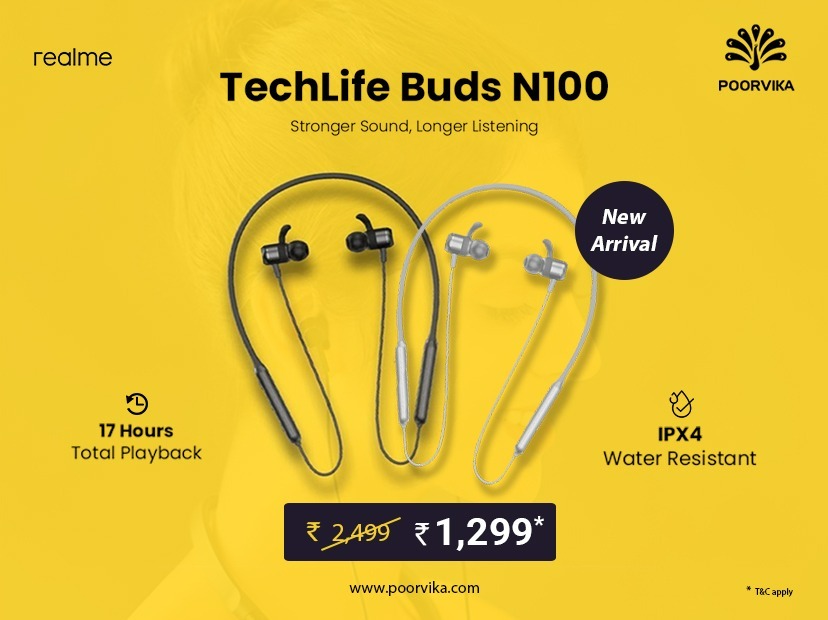 realme
POORVIKA
TechLife Buds N100
Stronger Sound, Longer Listening
New
Arrival
17 Hours
Total Playback
IPX4
Water Resistant
₹ 2,499 ₹ 1,299*
www.poorvika.com
* T&C apply